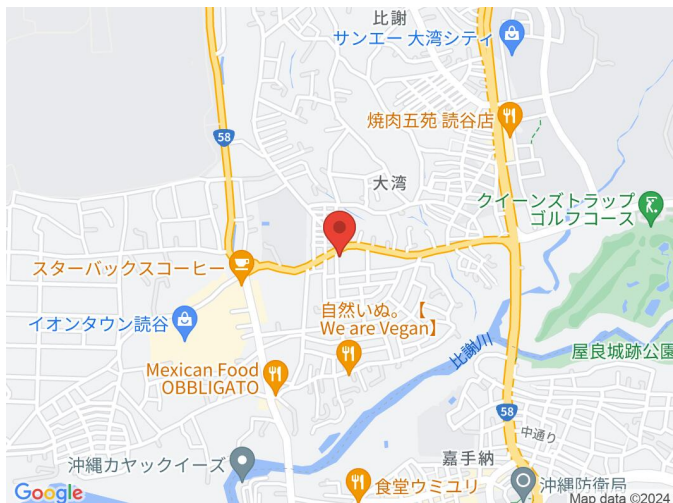 比謝
サンエー 大湾シティ
焼肉五苑 読谷店
58
大湾
クイーンズトラップ
ゴルフコース
スターバックスコーヒー
イオンタウン読谷
自然いぬ。【
We are Vegan】
比謝川
屋良城跡公園
Mexican Food
OBBLIGATO
58
中通り
嘉手納
沖縄カヤックイーズ
食堂ウミユリ
沖縄防衛局
Google
Map data ©2024